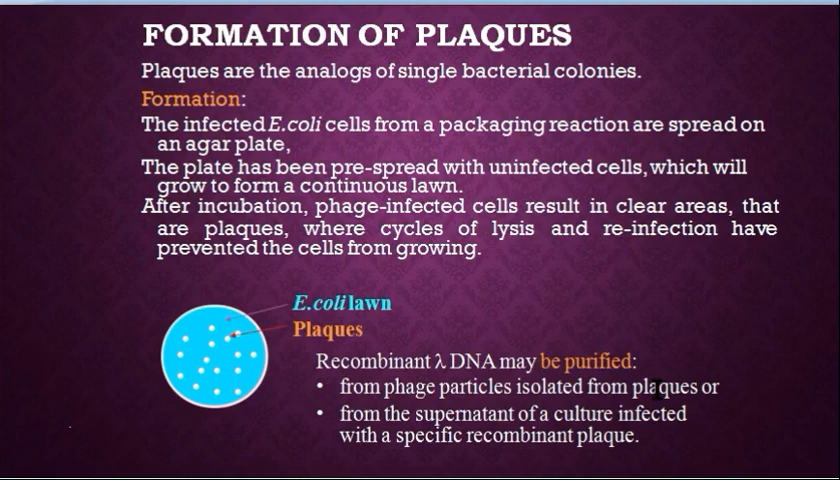 FORMATION OF PLAQUES
Plaques are the analogs of single bacterial colonies.
Formation:
The infected E.coli cells from a packaging reaction are spread on
an agar plate,
The plate has been pre-spread with uninfected cells, which will
grow to form a continuous lawn.
After incubation, phage-infected cells result in clear areas, that
are plaques, where cycles of lysis and re-infection have
prevented the cells from growing.
E.coli lawn
Plaques
Recombinant λ DNA may be purified:
• from phage particles isolated from plaques or
• from the supernatant of a culture infected
with a specific recombinant plaque.